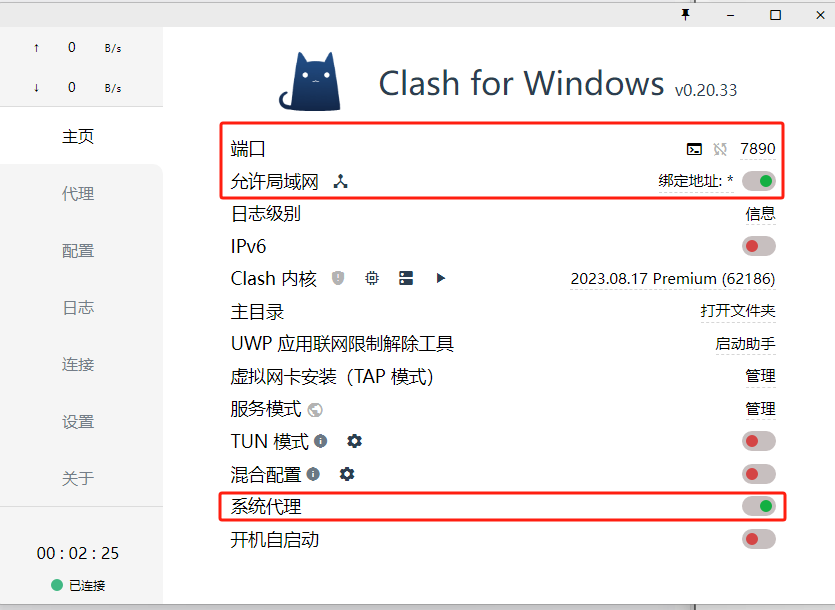 ↑ 0 B/s
↓ 0 B/s
主页
代理
配置
日志
连接
设置
关于
00 : 02 : 25
已连接
Clash for Windows v0.20.33
端口 7890
允许局域网 绑定地址: *
日志级别 信息
IPv6
Clash 内核 2023.08.17 Premium (62186)
主目录 打开文件夹
UWP 应用联网限制解除工具 启动助手
虚拟网卡安装（TAP 模式） 管理
服务模式 管理
TUN 模式
混合配置
系统代理
开机自启动